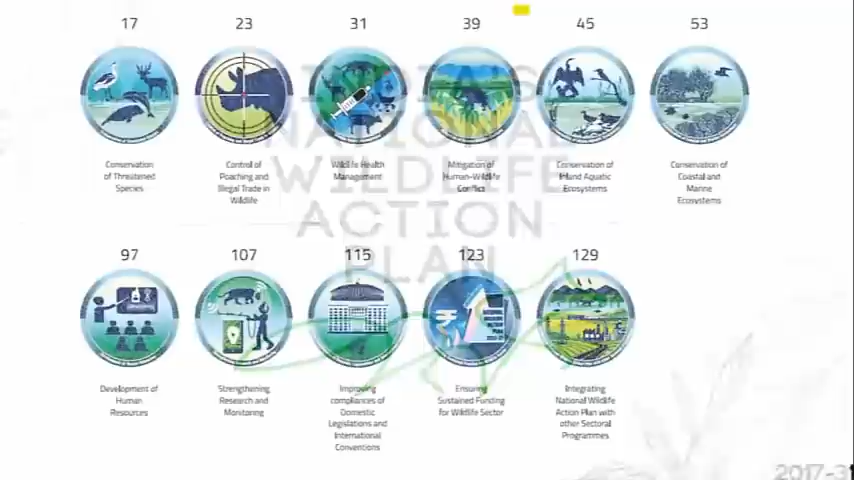 17 23 31 39 45 53
Conservation
of Threatened
Species
Control of
Poaching and
Illegal Trade in
Wildlife
Wildlife Health
Management
Mitigation of
Human-Wildlife
Conflict
Conservation of
Inland Aquatic
Ecosystems
Conservation of
Coastal and
Marine
Ecosystems
INDIA'S
NATIONAL
WILDLIFE
ACTION
PLAN
97 107 115 123 129
Development of
Human
Resources
Strengthening
Research and
Monitoring
Improving
compliances of
Domestic
Legislations and
International
Conventions
Ensuring
Sustained Funding
for Wildlife Sector
Integrating
National Wildlife
Action Plan with
other Sectoral
Programmes
2017-31